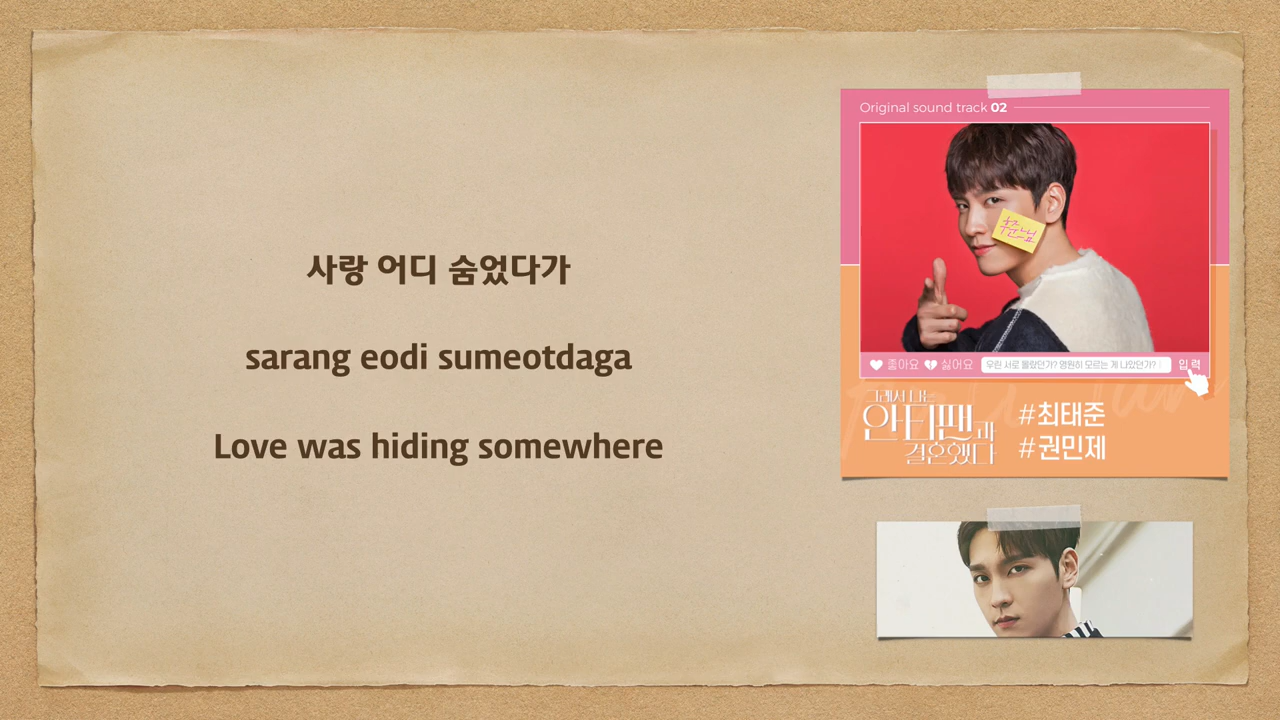 사랑 어디 숨었다가
sarang eodi sumeotdaga
Love was hiding somewhere
Original sound track 02
후준님
좋아요 싫어요 우린 서로 몰랐던가? 영원히 모르는 게 나았던가? 입력
그래서 나는
안티팬과
결혼했다
#최태준
#권민제